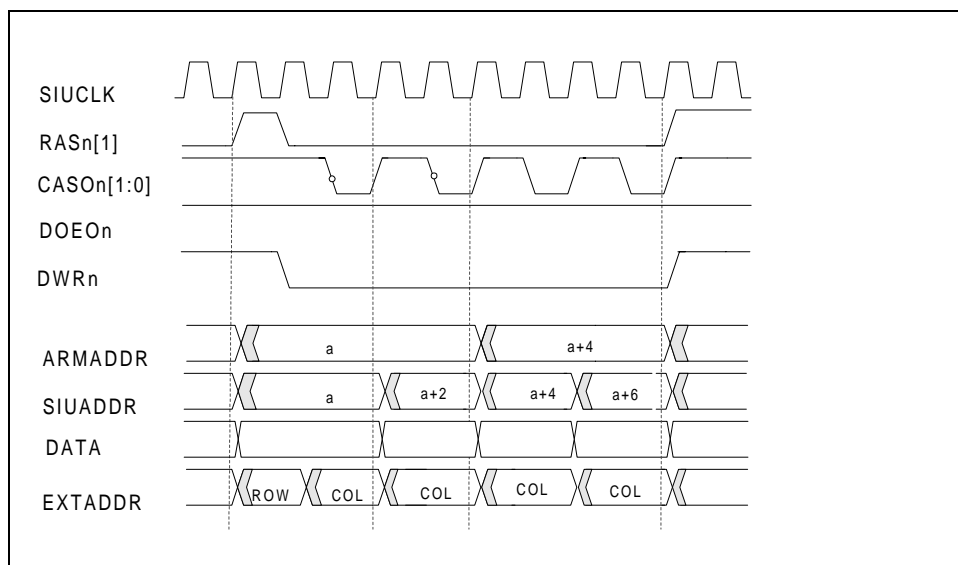 SIUCLK
RASn[1]
CASOn[1:0]
DOEOn
DWRn
ARMADDR a a+4
SIUADDR a a+2 a+4 a+6
DATA
EXTADDR ROW COL COL COL COL